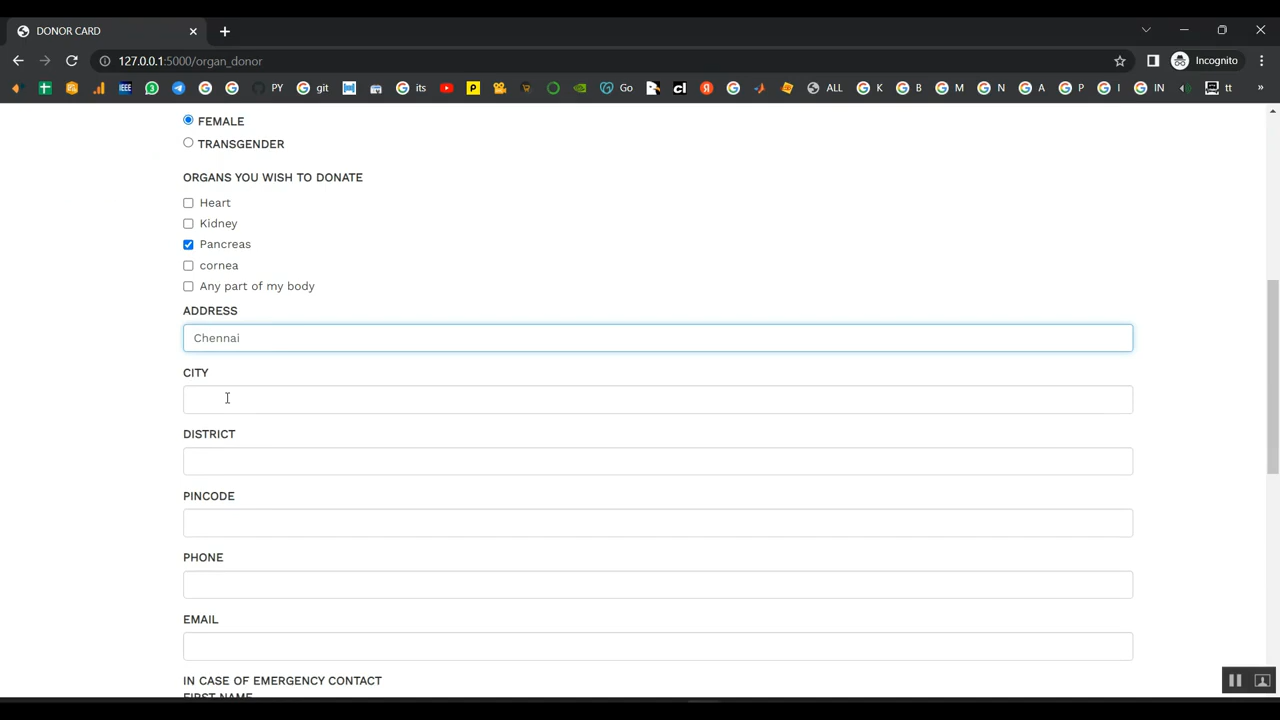 DONOR CARD
127.0.0.1:5000/organ_donor
Incognito
PY
git
its
Go
ALL
K
B
M
N
A
P
I
IN
tt
FEMALE
TRANSGENDER
ORGANS YOU WISH TO DONATE
Heart
Kidney
Pancreas
cornea
Any part of my body
ADDRESS
Chennai
CITY
DISTRICT
PINCODE
PHONE
EMAIL
IN CASE OF EMERGENCY CONTACT
FIRST NAME